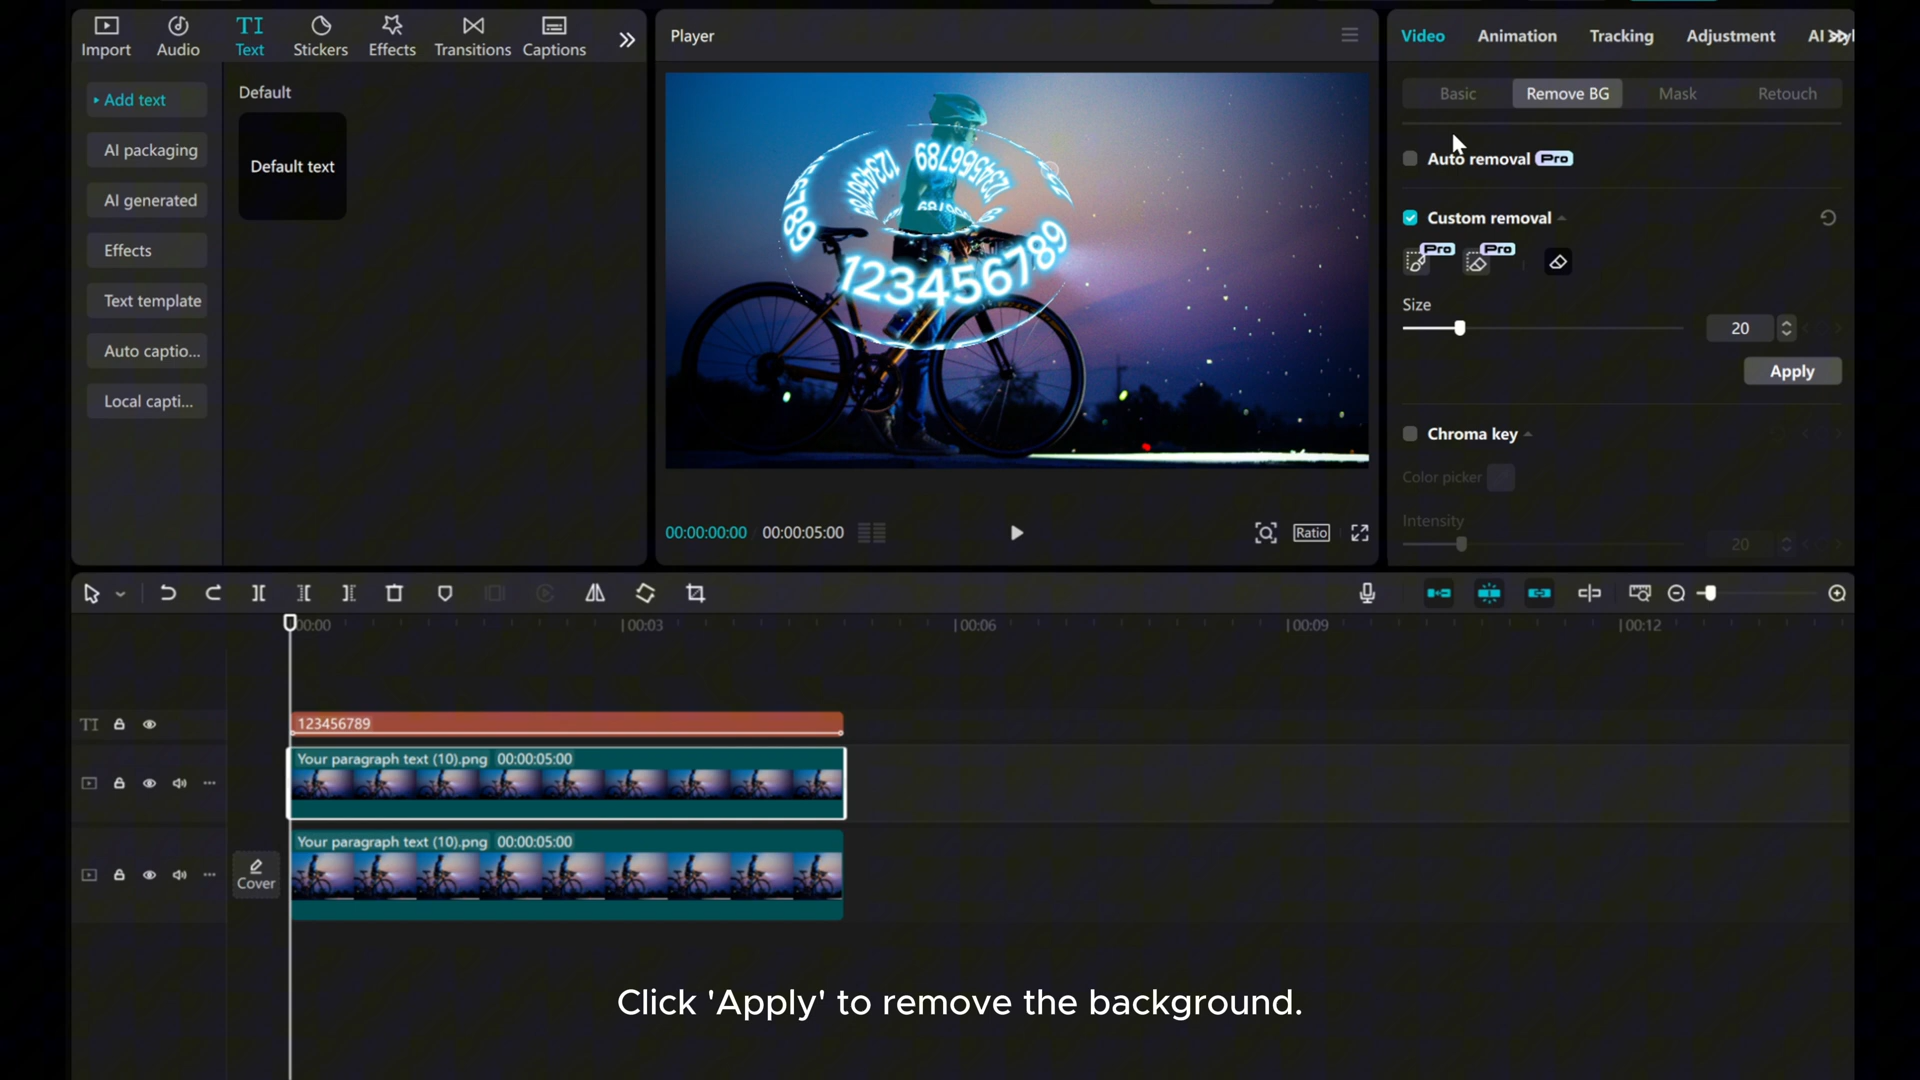 Import
Audio
TI
Text
Stickers
Effects
Transitions
Captions
Add text
AI packaging
AI generated
Effects
Text template
Auto captio...
Local capti...
Default
Default text
Player
123456789
00:00:00:00
00:00:05:00
Ratio
Video
Animation
Tracking
Adjustment
AI
Basic
Remove BG
Mask
Retouch
Auto removal Pro
Custom removal
Pro
Pro
Size
20
Apply
Chroma key
Color picker
Intensity
20
00:00
00:03
00:06
00:09
00:12
TI
123456789
Your paragraph text (10).png 00:00:05:00
Your paragraph text (10).png 00:00:05:00
Cover
Click 'Apply' to remove the background.